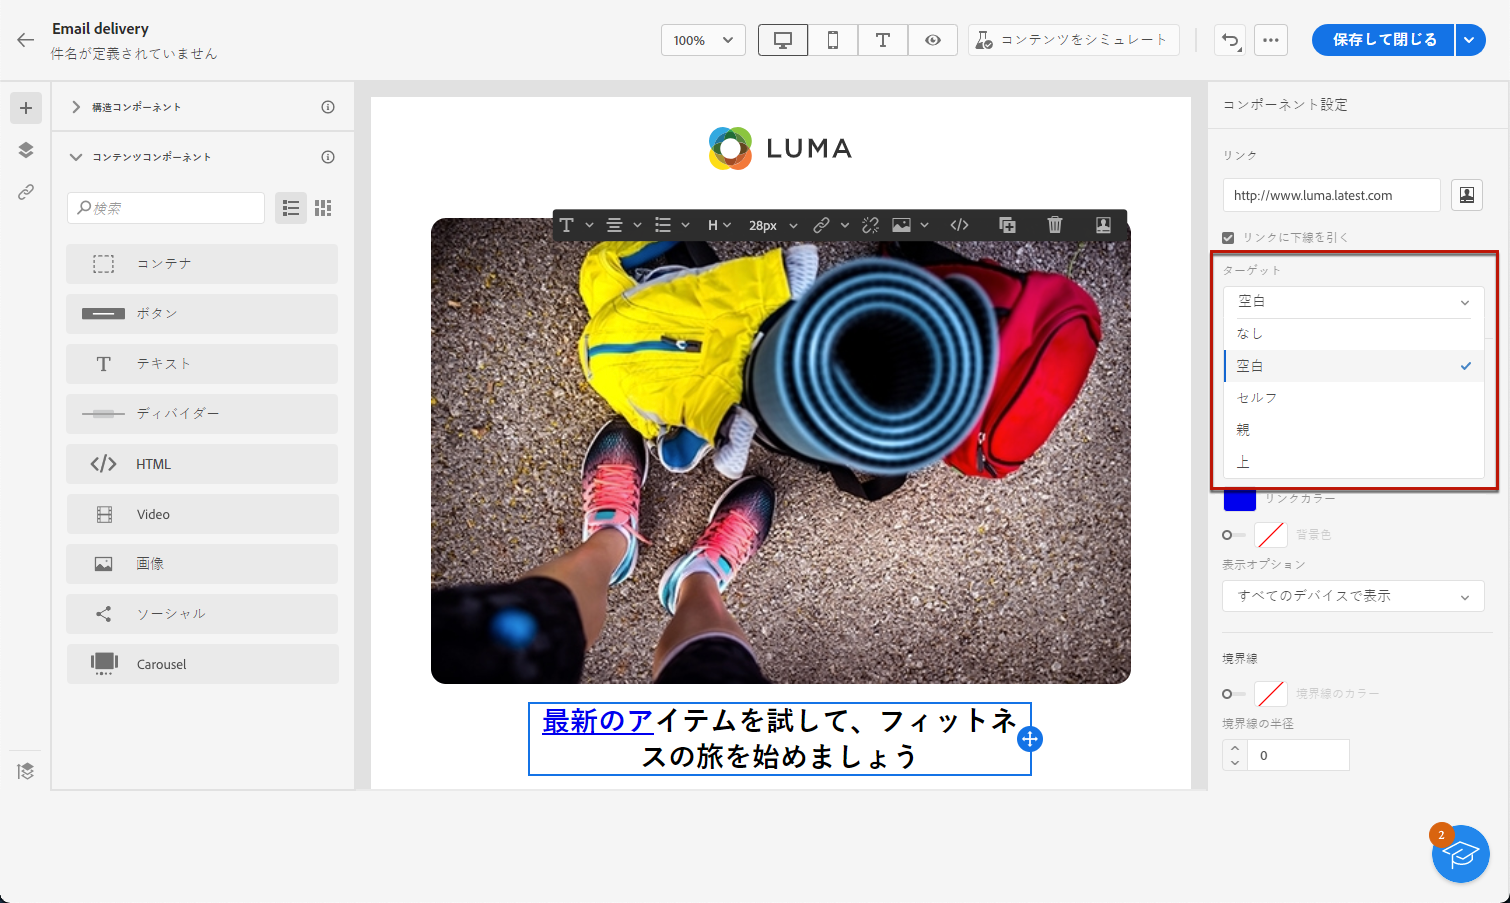 Email delivery
件名が定義されていません
100%
コンテンツをシミュレート
保存して閉じる
構造コンポーネント
コンテンツコンポーネント
検索
コンテナ
ボタン
テキスト
ディバイダー
HTML
Video
画像
ソーシャル
Carousel
LUMA
H
28px
最新のアイテムを試して、フィットネ
スの旅を始めましょう
コンポーネント設定
リンク
http://www.luma.latest.com
リンクに下線を引く
ターゲット
空白
なし
空白
セルフ
親
上
リンクカラー
背景色
表示オプション
すべてのデバイスで表示
境界線
境界線のカラー
境界線の半径
0
2